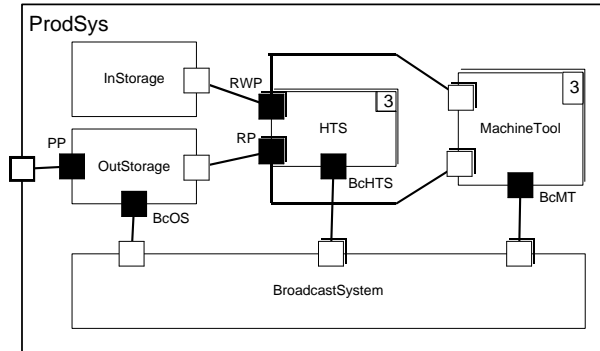 ProdSys
InStorage
RWP
3
HTS
3
MachineTool
PP
OutStorage
RP
BcHTS
BcMT
BcOS
BroadcastSystem